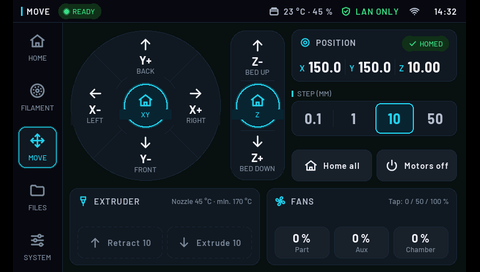 MOVE
READY
23 °C · 45 %
LAN ONLY
14:32
HOME
FILAMENT
MOVE
FILES
SYSTEM
Y+
BACK
X-
LEFT
XY
X+
RIGHT
Y-
FRONT
Z-
BED UP
Z
Z+
BED DOWN
POSITION
HOMED
X 150.0 Y 150.0 Z 10.00
STEP (MM)
0.1 1 10 50
Home all
Motors off
EXTRUDER
Nozzle 45 °C · min. 170 °C
Retract 10
Extrude 10
FANS
Tap: 0 / 50 / 100 %
0 %
Part
0 %
Aux
0 %
Chamber